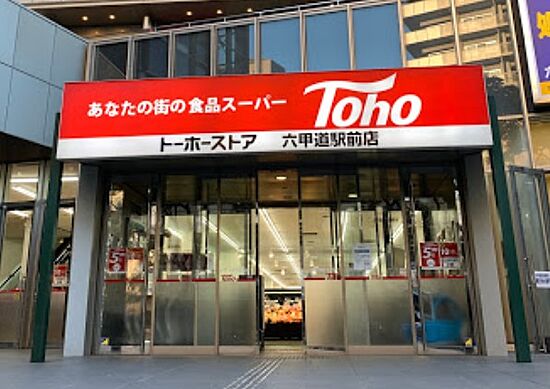 あなたの街の食品スーパー Toho
トーホーストア 六甲道駅前店